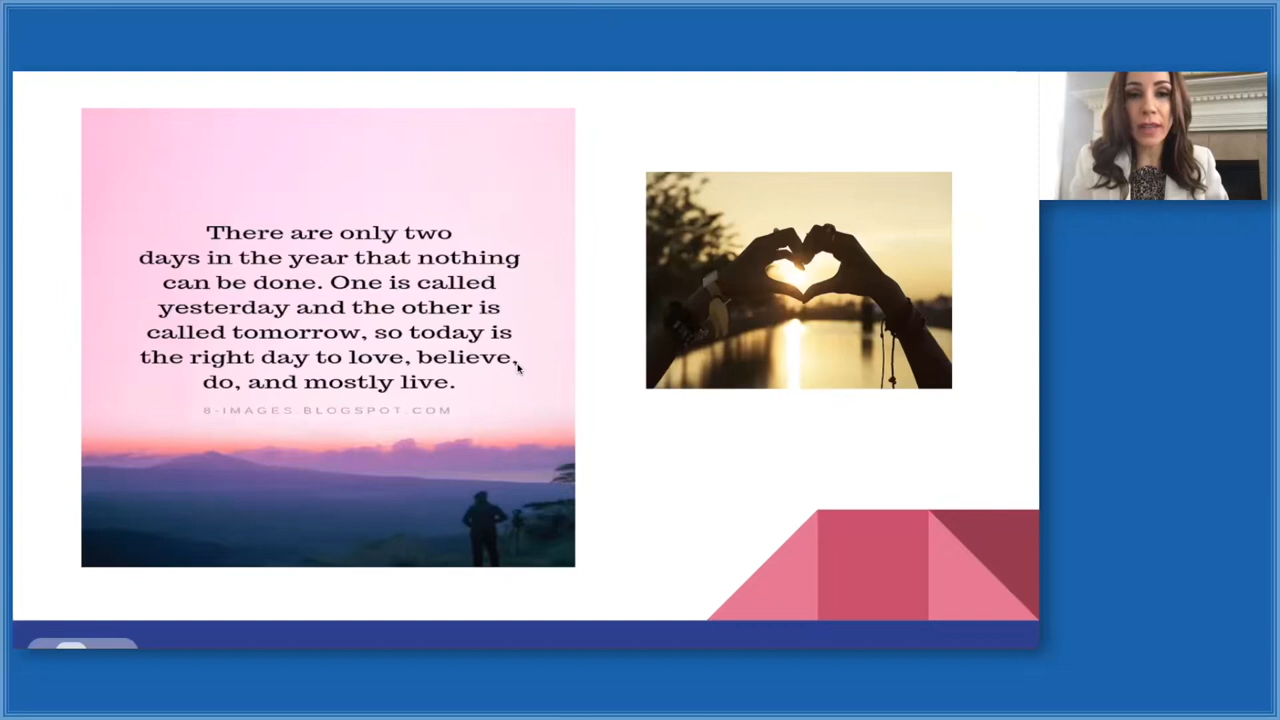 There are only two
days in the year that nothing
can be done. One is called
yesterday and the other is
called tomorrow, so today is
the right day to love, believe,
do, and mostly live.
8-IMAGES.BLOGSPOT.COM